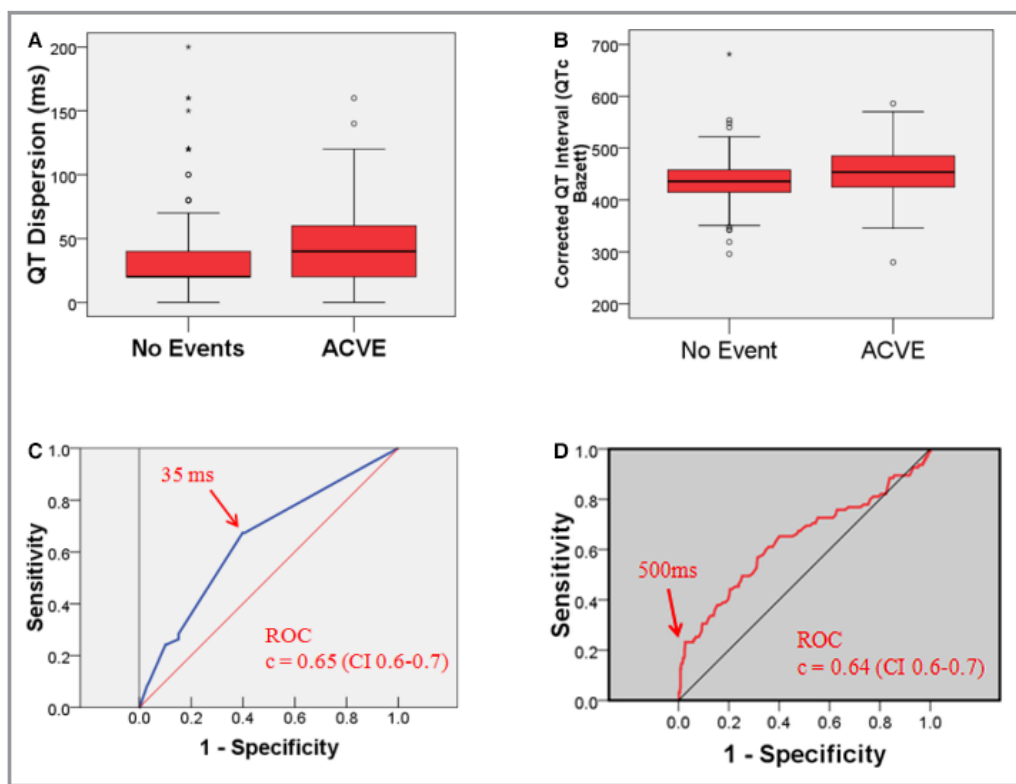 A
QT Dispersion (ms)
200
150
100
50
0
No Events
ACVE
B
Corrected QT Interval (QTc
Bazett)
700
600
500
400
300
200
No Event
ACVE
C
Sensitivity
1.0
0.8
0.6
0.4
0.2
0.0
35 ms
ROC
c = 0.65 (CI 0.6-0.7)
0.0 0.2 0.4 0.6 0.8 1.0
1 - Specificity
D
Sensitivity
1.0
0.8
0.6
0.4
0.2
0.0
500ms
ROC
c = 0.64 (CI 0.6-0.7)
0.0 0.2 0.4 0.6 0.8 1.0
1 - Specificity